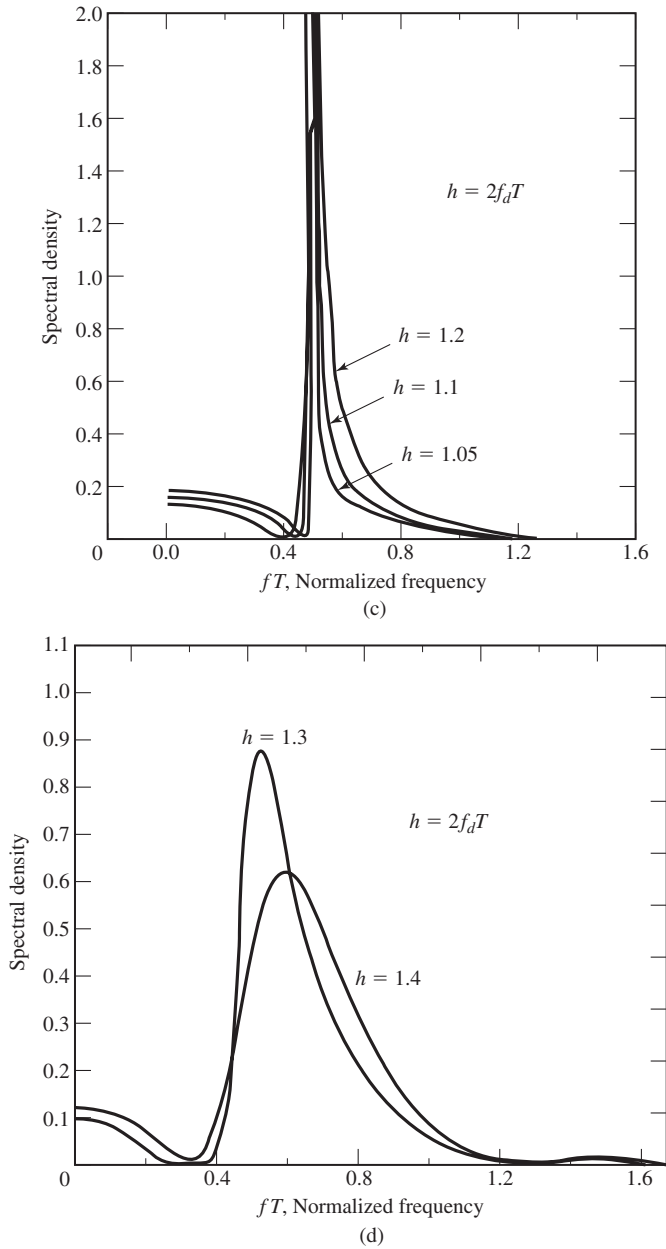 2.0
1.8
1.6
1.4
h = 2f_dT
1.2
Spectral density
1.0
0.8
h = 1.2
0.6
h = 1.1
0.4
h = 1.05
0.2
0
0.0 0.4 0.8 1.2 1.6
f T, Normalized frequency
(c)
1.1
1.0
0.9
h = 1.3
0.8
h = 2f_dT
0.7
Spectral density
0.6
0.5
0.4
h = 1.4
0.3
0.2
0.1
0
0.4 0.8 1.2 1.6
f T, Normalized frequency
(d)